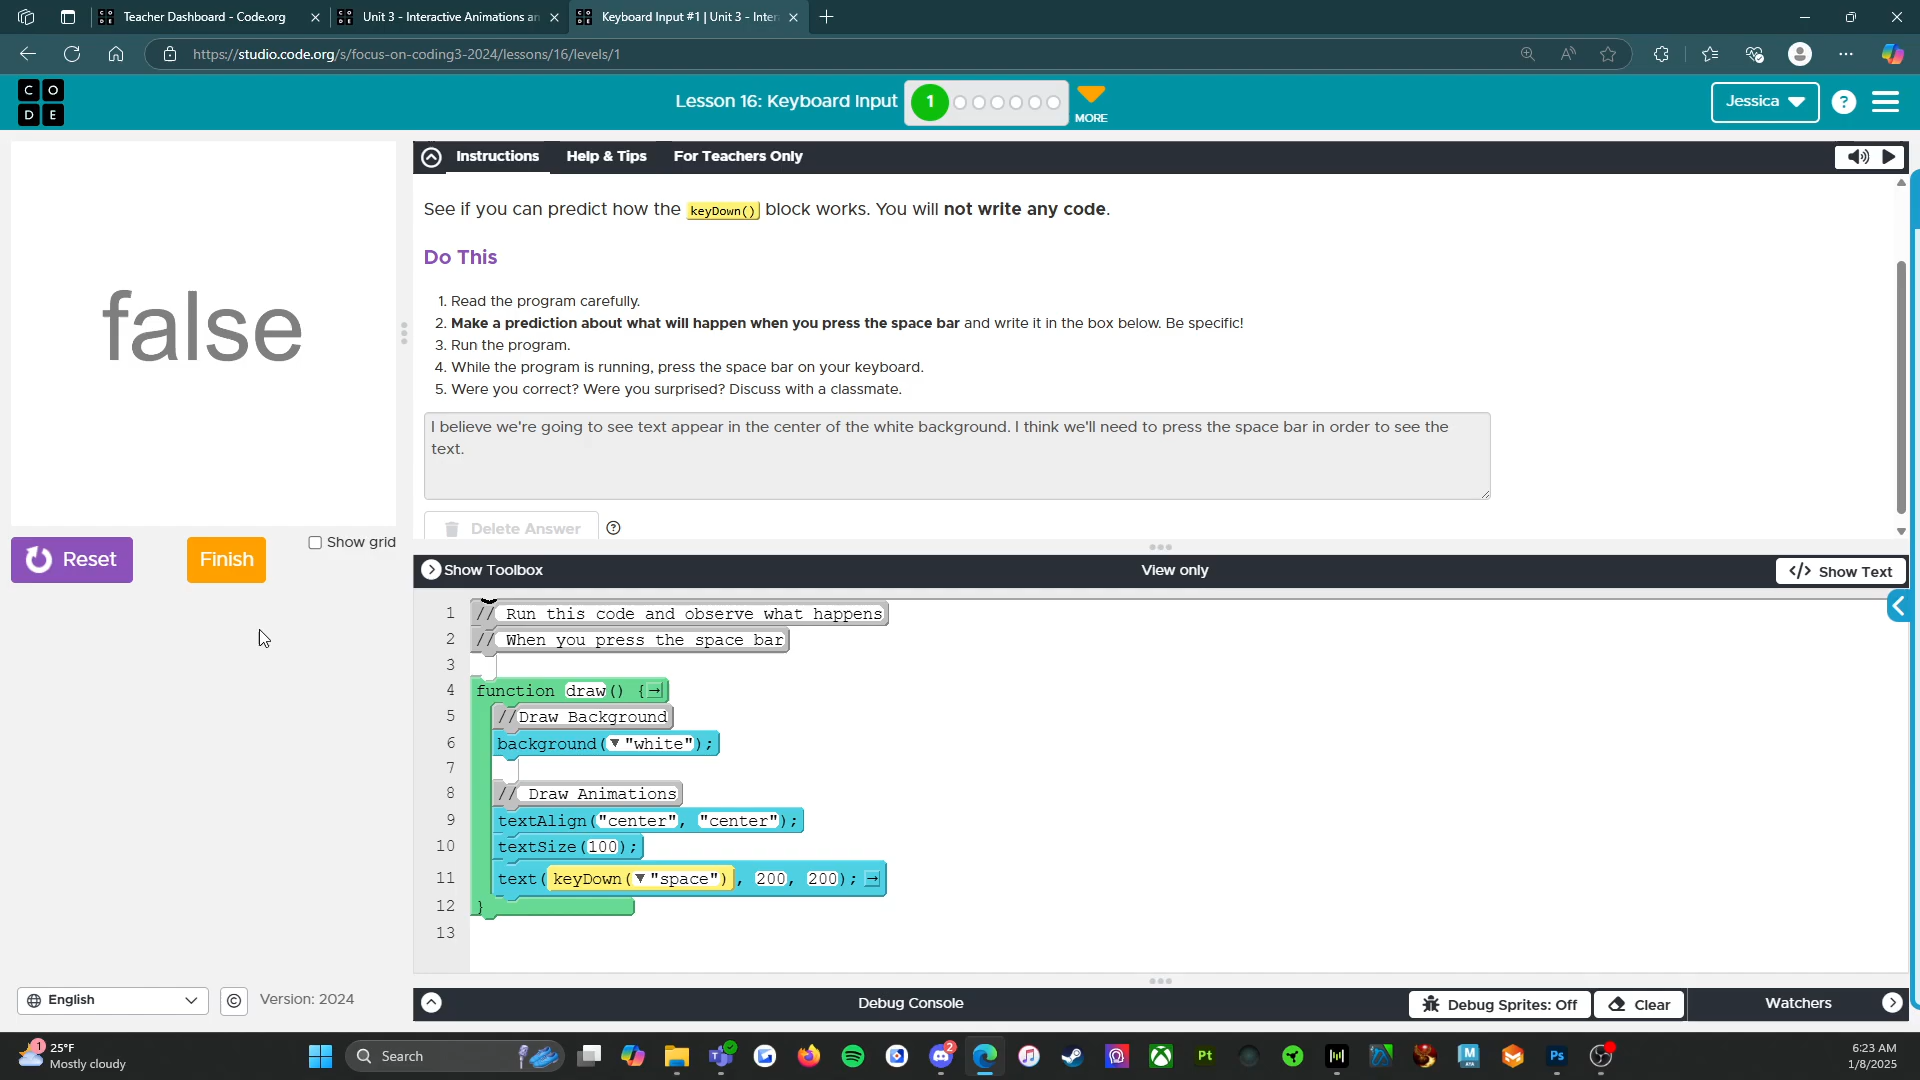 Teacher Dashboard - Code.org
Unit 3 - Interactive Animations an
Keyboard Input #1 | Unit 3 - Inter
https://studio.code.org/s/focus-on-coding3-2024/lessons/16/levels/1
C O
D E
Lesson 16: Keyboard Input
1
MORE
Jessica
?
Instructions
Help & Tips
For Teachers Only
See if you can predict how the keyDown() block works. You will not write any code.
Do This
1. Read the program carefully.
2. Make a prediction about what will happen when you press the space bar and write it in the box below. Be specific!
3. Run the program.
4. While the program is running, press the space bar on your keyboard.
5. Were you correct? Were you surprised? Discuss with a classmate.
I believe we're going to see text appear in the center of the white background. I think we'll need to press the space bar in order to see the
text.
Delete Answer
?
false
Reset
Finish
Show grid
Show Toolbox
View only
</> Show Text
1 // Run this code and observe what happens
2 // When you press the space bar
3
4 function draw() {
5 //Draw Background
6 background("white");
7
8 // Draw Animations
9 textAlign("center", "center");
10 textSize(100);
11 text(keyDown("space"), 200, 200);
12 }
13
English
©
Version: 2024
Debug Console
Debug Sprites: Off
Clear
Watchers
1
25°F
Mostly cloudy
Search
2
Pt
M
Ps
6:23 AM
1/8/2025